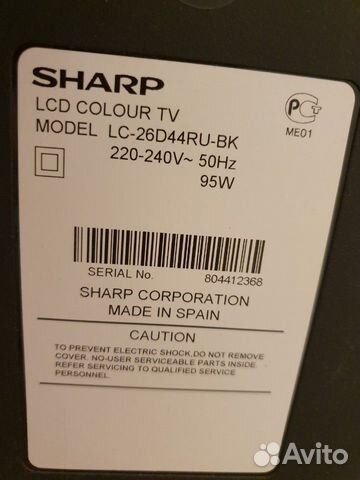 SHARP
LCD COLOUR TV
MODEL LC-26D44RU-BK
220-240V~ 50Hz
95W
ME01
SERIAL No. 804412368
SHARP CORPORATION
MADE IN SPAIN
CAUTION
TO PREVENT ELECTRIC SHOCK,DO NOT REMOVE
COVER. NO-USER SERVICEABLE PARTS INSIDE.
REFER SERVICING TO QUALIFIED SERVICE
PERSONNEL.
Avito